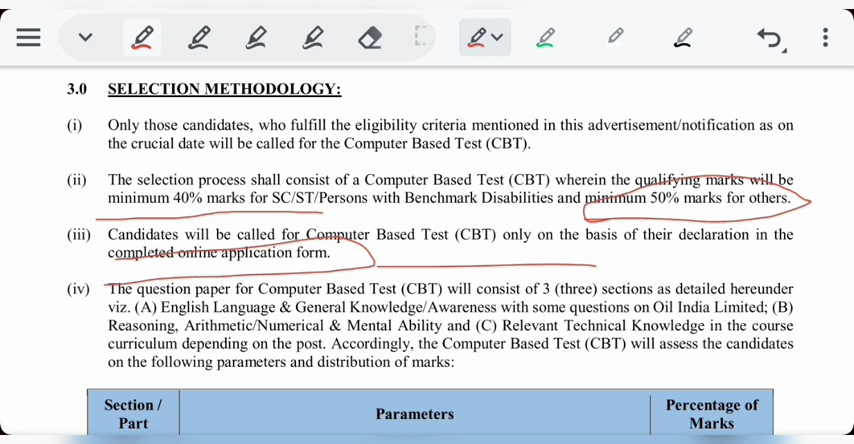 3.0 SELECTION METHODOLOGY:
(i) Only those candidates, who fulfill the eligibility criteria mentioned in this advertisement/notification as on
the crucial date will be called for the Computer Based Test (CBT).
(ii) The selection process shall consist of a Computer Based Test (CBT) wherein the qualifying marks will be
minimum 40% marks for SC/ST/Persons with Benchmark Disabilities and minimum 50% marks for others.
(iii) Candidates will be called for Computer Based Test (CBT) only on the basis of their declaration in the
completed online application form.
(iv) The question paper for Computer Based Test (CBT) will consist of 3 (three) sections as detailed hereunder
viz. (A) English Language & General Knowledge/Awareness with some questions on Oil India Limited; (B)
Reasoning, Arithmetic/Numerical & Mental Ability and (C) Relevant Technical Knowledge in the course
curriculum depending on the post. Accordingly, the Computer Based Test (CBT) will assess the candidates
on the following parameters and distribution of marks:
Section / Percentage of
Parameters
Part Marks